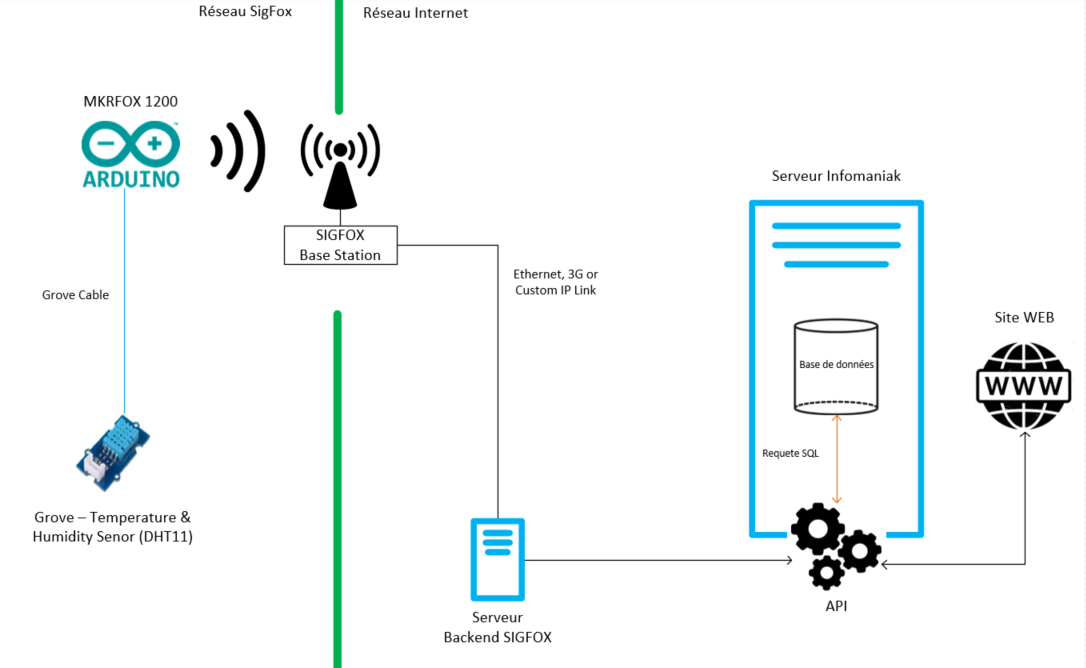 Réseau SigFox
Réseau Internet
MKRFOX 1200
ARDUINO
Serveur Infomaniak
SIGFOX
Base Station
Ethernet, 3G or
Custom IP Link
Grove Cable
Site WEB
Base de données
WWW
Requete SQL
Grove – Temperature &
Humidity Senor (DHT11)
API
Serveur
Backend SIGFOX